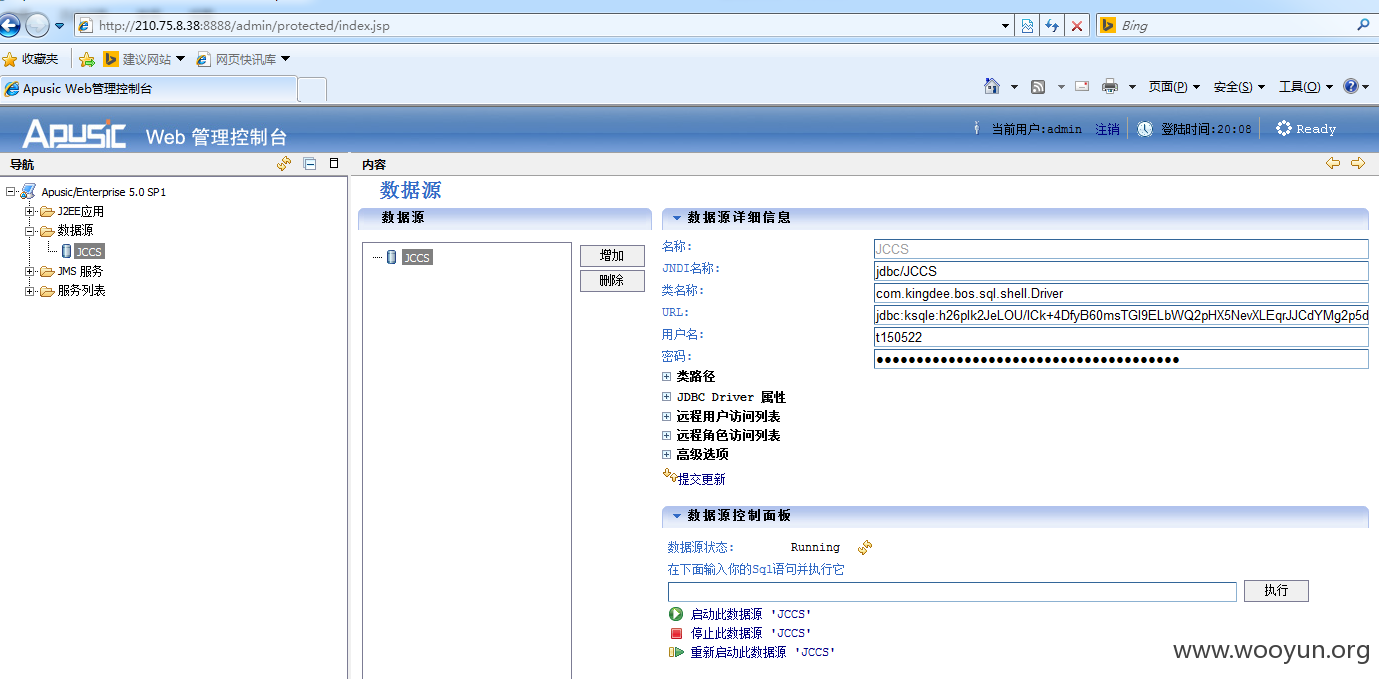 http://210.75.8.38:8888/admin/protected/index.jsp
Bing
收藏夹
建议网站
网页快讯库
Apusic Web管理控制台
页面(P)
安全(S)
工具(O)
Apusic Web 管理控制台
当前用户:admin 注销
登陆时间:20:08
Ready
导航
内容
Apusic/Enterprise 5.0 SP1
J2EE应用
数据源
JCCS
JMS 服务
服务列表
数据源
数据源
JCCS
增加
删除
数据源详细信息
名称: JCCS
JNDI名称: jdbc/JCCS
类名称: com.kingdee.bos.sql.shell.Driver
URL: jdbc:ksqle:h26plk2JeLOU/ICk+4DfyB60msTGI9ELbWQ2pHX5NevXLEqrJJCdYMg2p5d
用户名: t150522
密码: ●●●●●●●●●●●●●●●●●●●●●●●●●●●●●●●●●●●●●●
类路径
JDBC Driver 属性
远程用户访问列表
远程角色访问列表
高级选项
提交更新
数据源控制面板
数据源状态: Running
在下面输入你的Sql语句并执行它
执行
启动此数据源 'JCCS'
停止此数据源 'JCCS'
重新启动此数据源 'JCCS'
www.wooyun.org